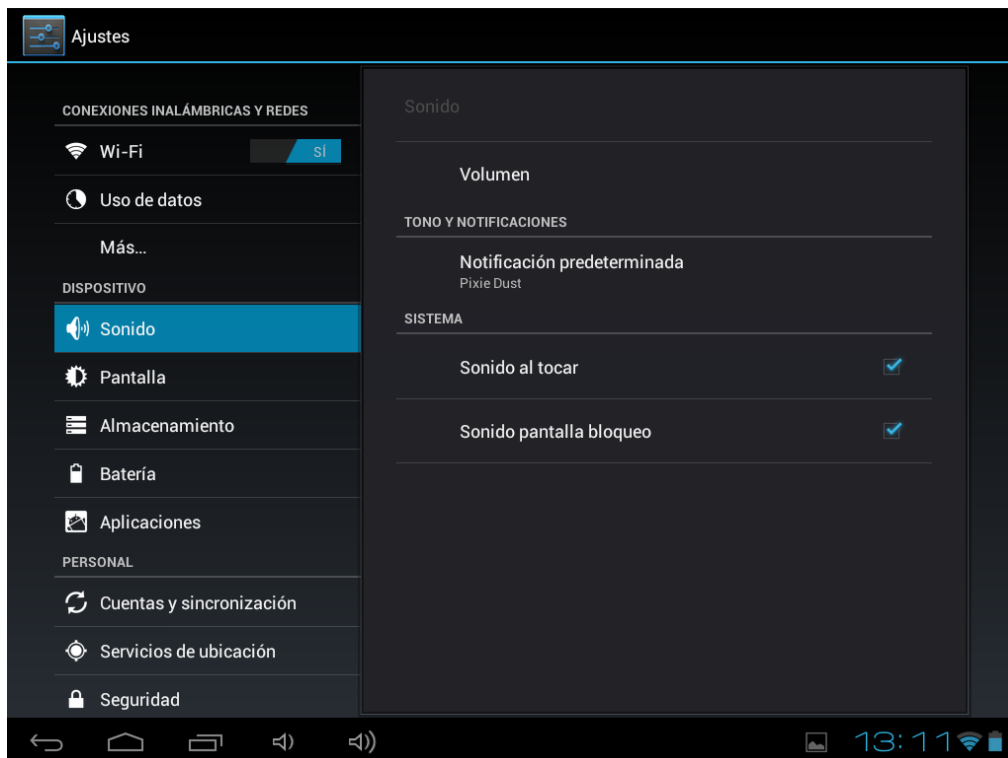 Ajustes
CONEXIONES INALÁMBRICAS Y REDES
Wi-Fi
SÍ
Uso de datos
Más...
DISPOSITIVO
Sonido
Pantalla
Almacenamiento
Batería
Aplicaciones
PERSONAL
Cuentas y sincronización
Servicios de ubicación
Seguridad
Sonido
Volumen
TONO Y NOTIFICACIONES
Notificación predeterminada
Pixie Dust
SISTEMA
Sonido al tocar
Sonido pantalla bloqueo
13:11